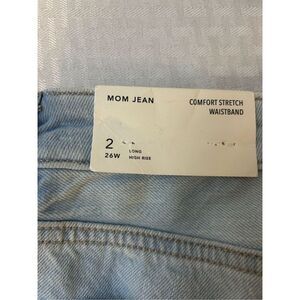 MOM JEAN
COMFORT STRETCH
WAISTBAND
2
LONG
26W
HIGH RISE